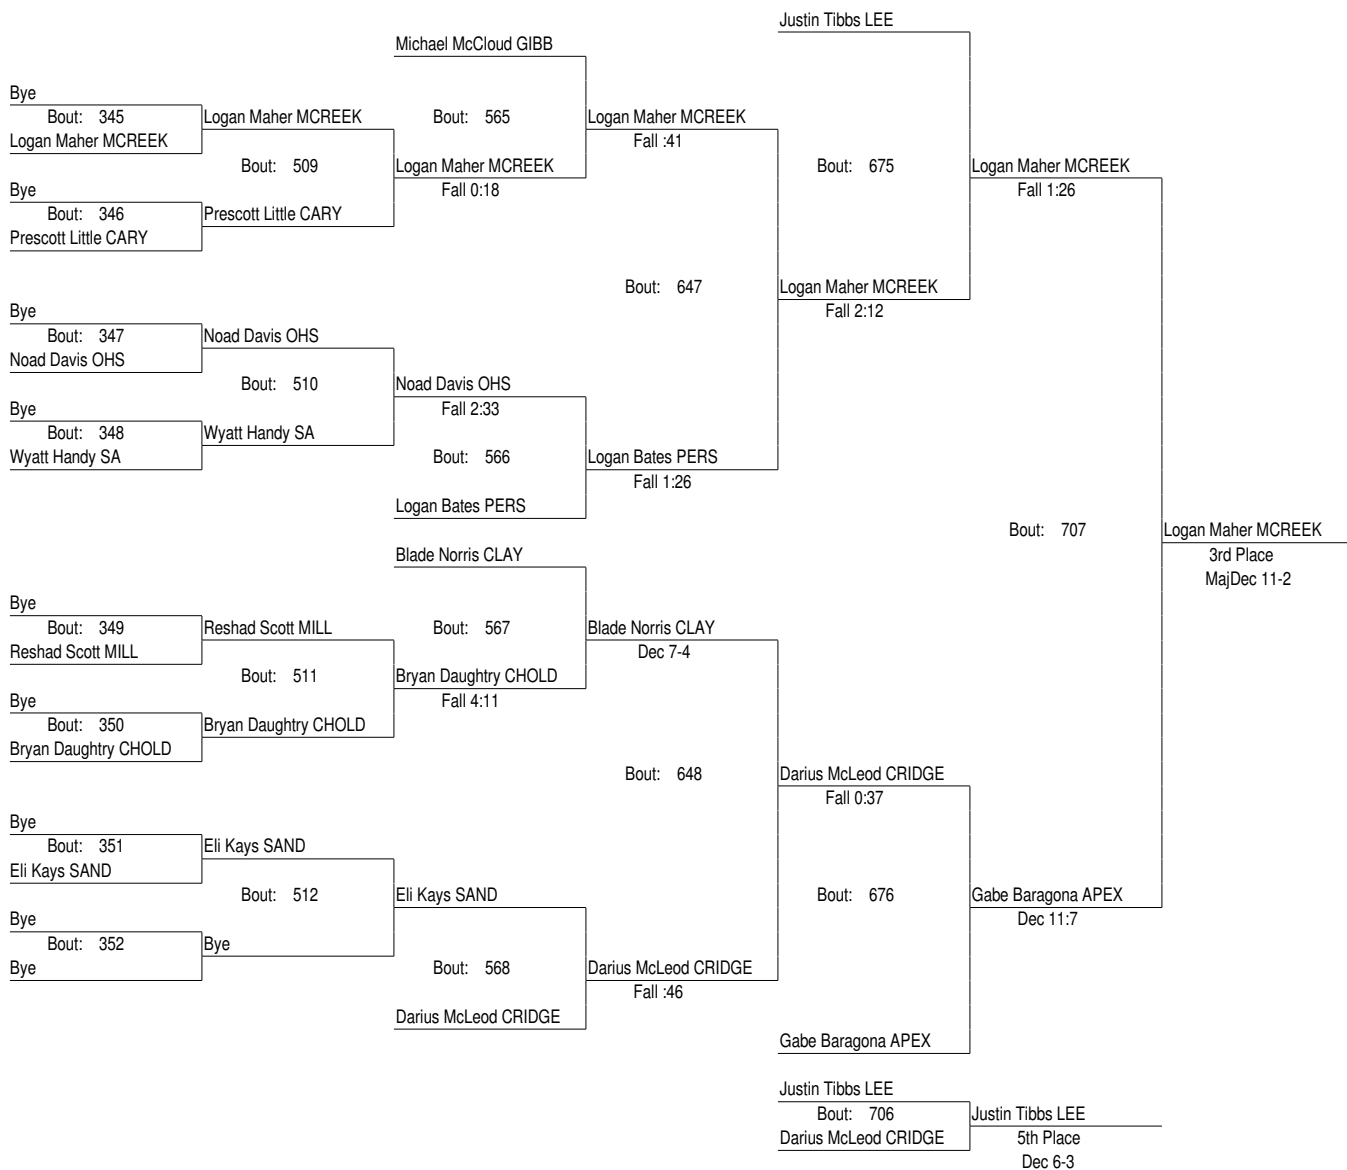 Justin Tibbs LEE
Michael McCloud GIBB
Bye
Bout: 345
Logan Maher MCREEK
Logan Maher MCREEK
Bout: 565
Logan Maher MCREEK
Fall :41
Bout: 509
Logan Maher MCREEK
Fall 0:18
Bout: 675
Logan Maher MCREEK
Fall 1:26
Bye
Bout: 346
Prescott Little CARY
Prescott Little CARY
Bout: 647
Logan Maher MCREEK
Fall 2:12
Bye
Bout: 347
Noad Davis OHS
Noad Davis OHS
Bout: 510
Noad Davis OHS
Fall 2:33
Bye
Bout: 348
Wyatt Handy SA
Wyatt Handy SA
Bout: 566
Logan Bates PERS
Fall 1:26
Logan Bates PERS
Bout: 707
Logan Maher MCREEK
3rd Place
MajDec 11-2
Blade Norris CLAY
Bye
Bout: 349
Reshad Scott MILL
Reshad Scott MILL
Bout: 567
Blade Norris CLAY
Dec 7-4
Bout: 511
Bryan Daughtry CHOLD
Fall 4:11
Bye
Bout: 350
Bryan Daughtry CHOLD
Bryan Daughtry CHOLD
Bout: 648
Darius McLeod CRIDGE
Fall 0:37
Bye
Bout: 351
Eli Kays SAND
Eli Kays SAND
Bout: 512
Eli Kays SAND
Bout: 676
Gabe Baragona APEX
Dec 11:7
Bye
Bout: 352
Bye
Bye
Bout: 568
Darius McLeod CRIDGE
Fall :46
Darius McLeod CRIDGE
Gabe Baragona APEX
Justin Tibbs LEE
Bout: 706
Darius McLeod CRIDGE
Justin Tibbs LEE
5th Place
Dec 6-3